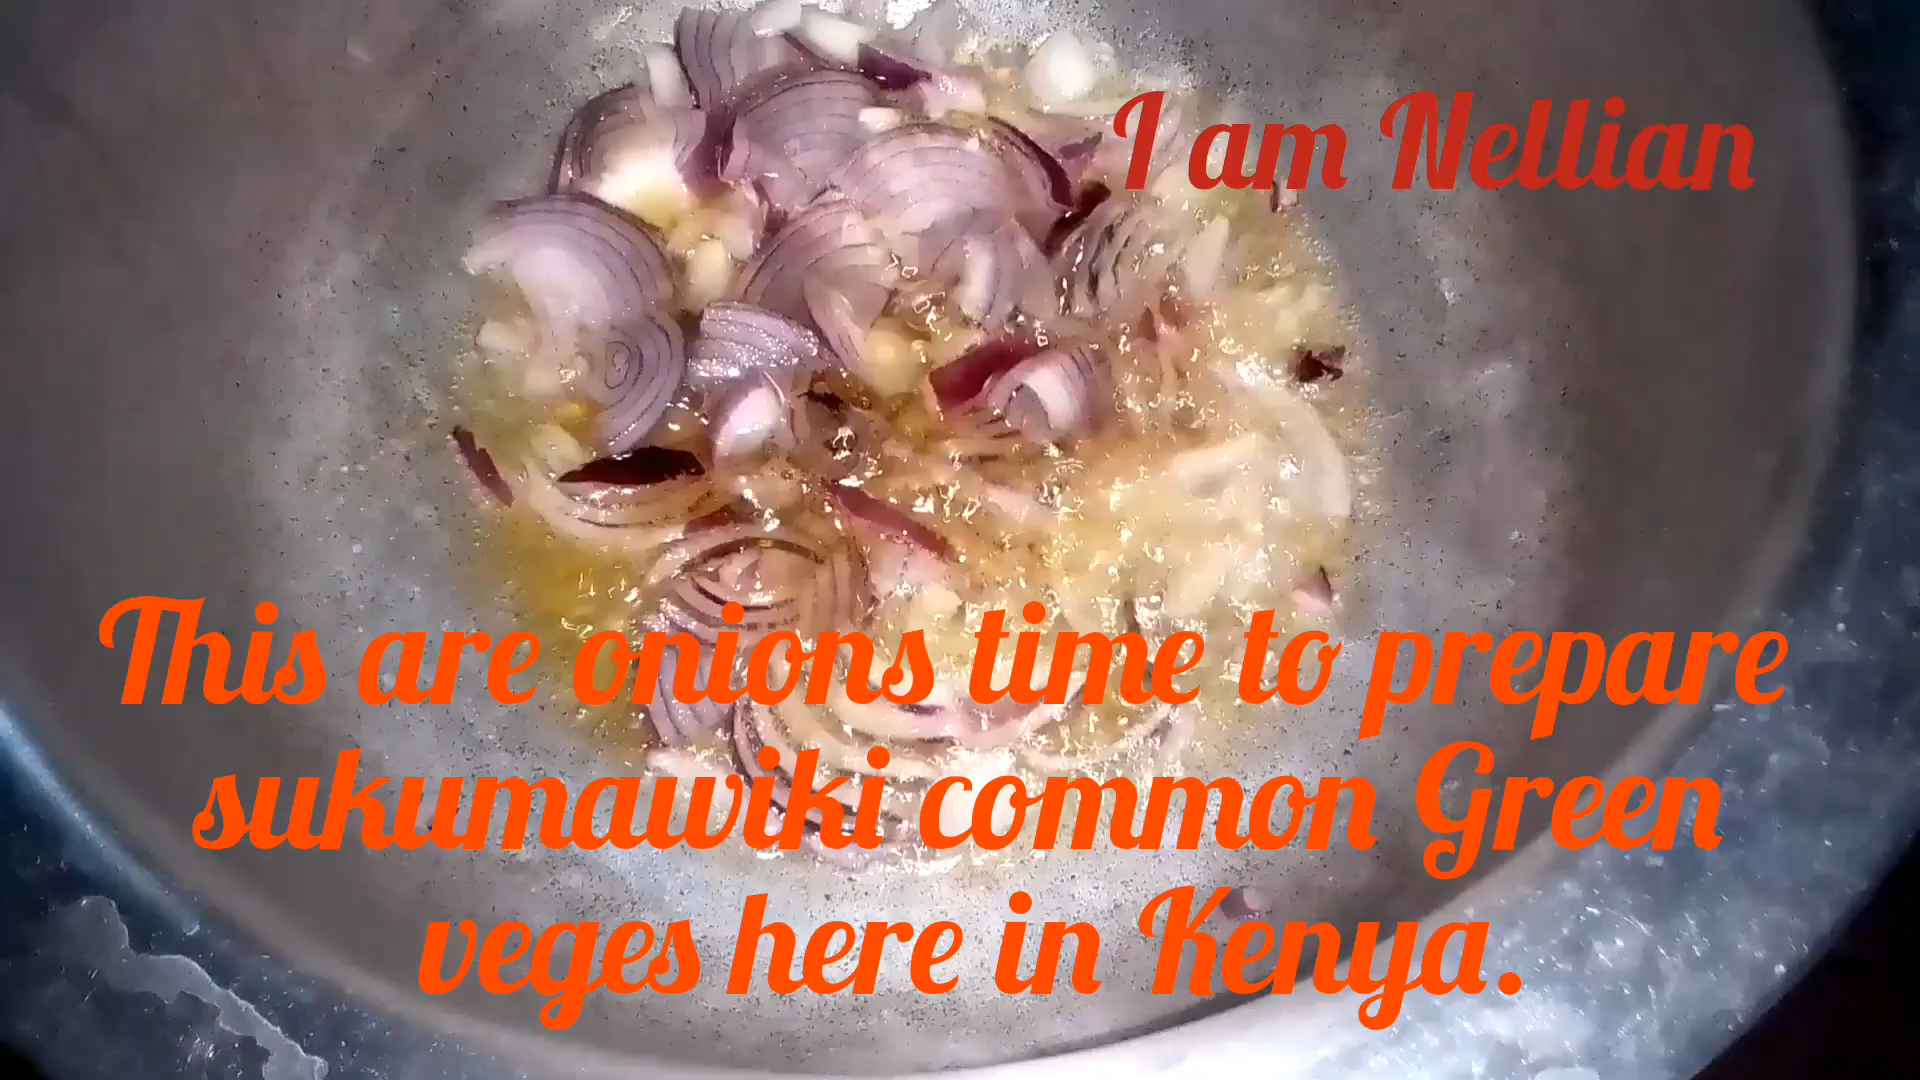 I am Nellian
This are onions time to prepare
sukumawiki common Green
veges here in Kenya.